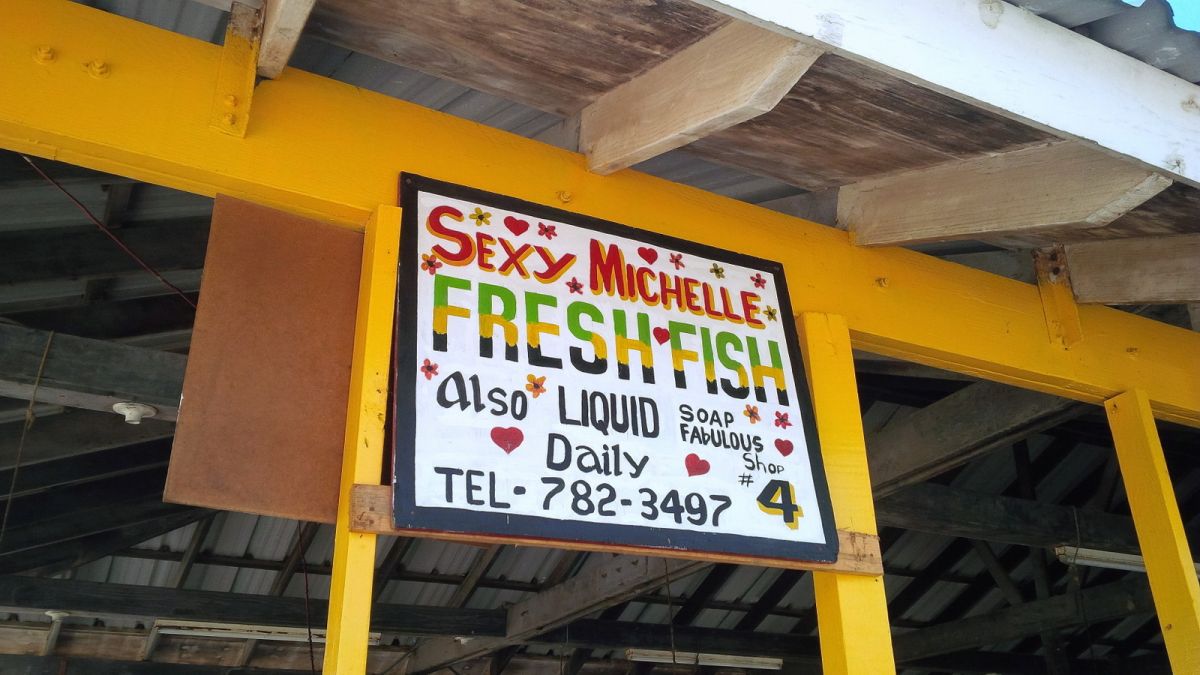 Sexy Michelle
FRESH FISH
Also LIQUID SOAP FABULOUS
Daily Shop
TEL- 782-3497 # 4